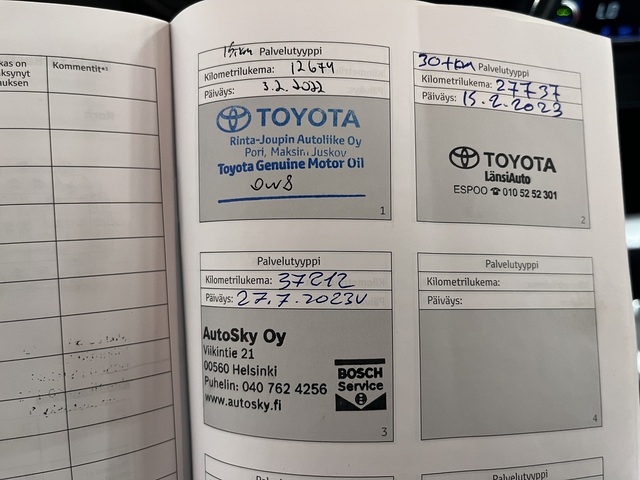 kas on
ksynyt
auksen
Kommentit
15tkm Palvelutyyppi
Kilometrilukema: 12674
Päiväys: 3.2.2022
TOYOTA
Rinta-Joupin Autoliike Oy
Pori, Maksin, Juskov
Toyota Genuine Motor Oil
0W8
1
30tkm Palvelutyyppi
Kilometrilukema: 27737
Päiväys: 15.2.2023
TOYOTA
LänsiAuto
ESPOO ☎ 010 52 52 301
2
Palvelutyyppi
Kilometrilukema: 37212
Päiväys: 27.7.2023
AutoSky Oy
Viikintie 21
00560 Helsinki
Puhelin: 040 762 4256
www.autosky.fi
BOSCH
Service
3
Palvelutyyppi
Kilometrilukema:
Päiväys:
4
Palvelutyyppi
Palvelutyyppi